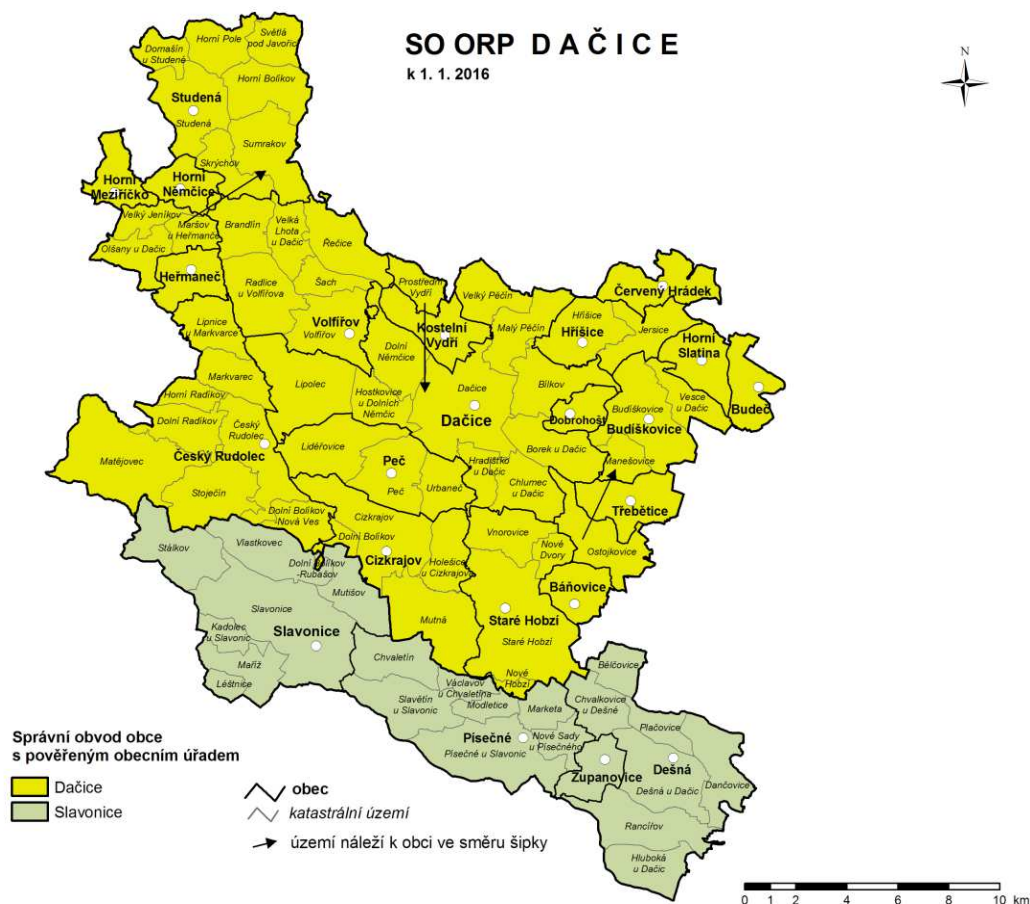 SO ORP DAČICE
k 1. 1. 2016
N
Světlá
pod Javořic.
Horní Pole
Domašín
u Studené
Horní Bolíkov
Studená
Studená
Sumrakov
Skrýchov
Horní
Meziříčko
Horní
Němčice
Velký Jeníkov
Maršov
u Heřmanče
Olšany u Dačic
Brandlín
Velká
Lhota
u Dačic
Řečice
Heřmaneč
Radlice
u Volfířova
Šach
Prostřední
Vydří
Velký Pěčín
Červený Hrádek
Lipnice
u Markvarce
Volfířov
Volfířov
Kostelní
Vydří
Malý Pěčín
Hříšice
Hříšice
Jersice
Horní
Slatina
Dolní
Němčice
Markvarec
Lipolec
Hostkovice
u Dolních
Němčic
Dačice
Dačice
Bílkov
Dobrohošť
Budíškovice
Budíškovice
Vesce
u Dačic
Budeč
Horní Radíkov
Dolní Radíkov
Český
Rudolec
Český Rudolec
Matějovec
Lidéřovice
Peč
Peč
Urbaneč
Hradišťko
u Dačic
Borek u Dačic
Chlumec
u Dačic
Manešovice
Stoječín
Třebětice
Dolní Bolíkov
Nová Ves
Cizkrajov
Dolní Bolíkov
Cizkrajov
Holešice
u Cizkrajova
Vnorovice
Nové
Dvory
Ostojkovice
Stálkov
Vlastkovec
Dolní Bolíkov
-Rubašov
Mutišov
Báňovice
Slavonice
Slavonice
Mutná
Staré Hobzí
Staré Hobzí
Kadolec
u Slavonic
Maříž
Léštnice
Chvaletín
Nové
Hobzí
Bělčovice
Slavětín
u Slavonic
Václavov
u Chvaletína
Modletice
Marketa
Chvalkovice
u Dešné
Plačovice
Písečné
Písečné u Slavonic
Nové Sady
u Písečného
Županovice
Dešná
Dešná u Dačic
Dančovice
Rancířov
Hluboká
u Dačic
Správní obvod obce
s pověřeným obecním úřadem
Dačice
Slavonice
obec
katastrální území
území náleží k obci ve směru šipky
0 1 2 4 6 8 10 km